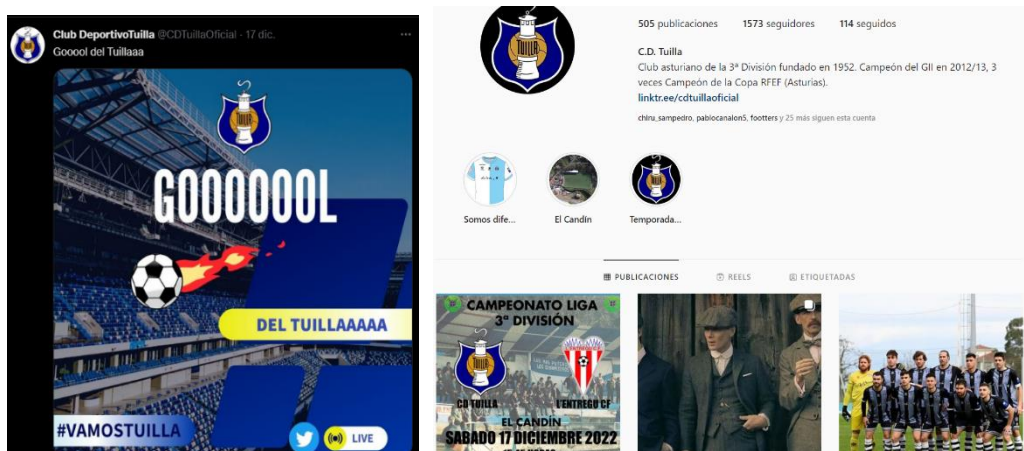 Club DeportivoTuilla @CDTuillaOficial · 17 dic.
Gooool del Tuillaaa
TUILLA
GOOOOOOL
DEL TUILLAAAAA
#VAMOSTUILLA
LIVE
TUILLA
505 publicaciones 1573 seguidores 114 seguidos
C.D. Tuilla
Club asturiano de la 3ª División fundado en 1952. Campeón del GII en 2012/13, 3
veces Campeón de la Copa RFEF (Asturias).
linktr.ee/cdtuillaoficial
chiru_sampedro, pablocanalon5, footters y 25 más siguen esta cuenta
Somos dife... El Candín Temporada...
PUBLICACIONES REELS ETIQUETADAS
CAMPEONATO LIGA
3ª DIVISIÓN
TUILLA
CD TUILLA L'ENTREGO CF
EL CANDÍN
SABADO 17 DICIEMBRE 2022